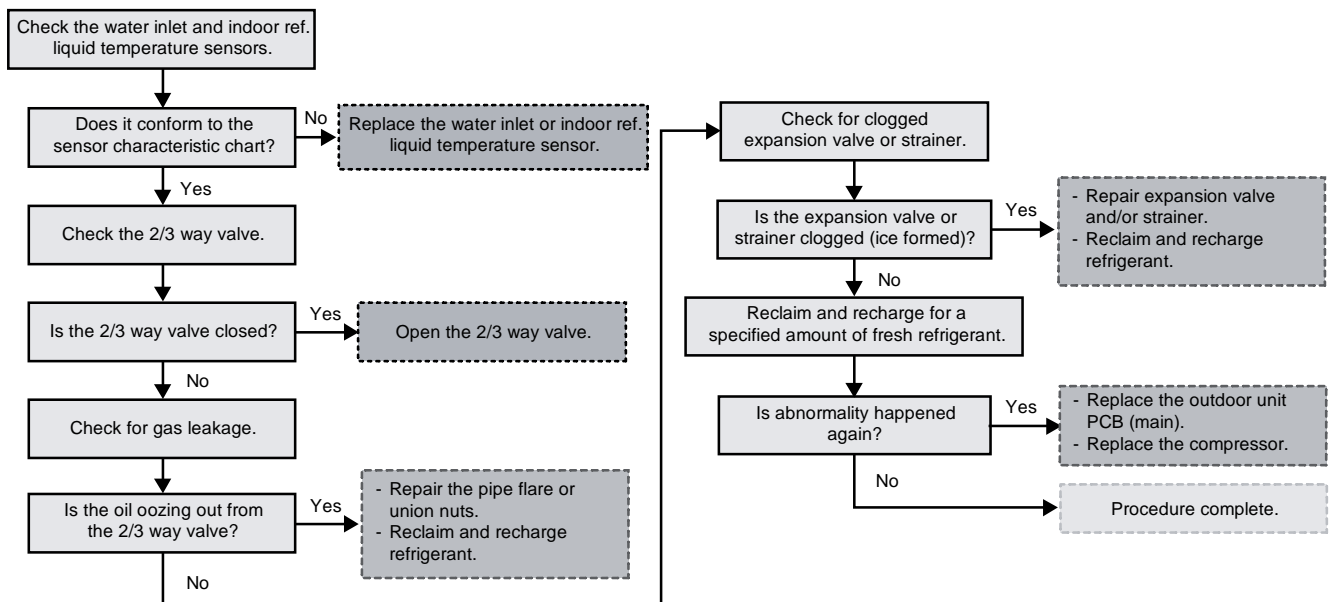 Check the water inlet and indoor ref.
liquid temperature sensors.
Does it conform to the
sensor characteristic chart?
No
Replace the water inlet or indoor ref.
liquid temperature sensor.
Yes
Check the 2/3 way valve.
Is the 2/3 way valve closed?
Yes
Open the 2/3 way valve.
No
Check for gas leakage.
Is the oil oozing out from
the 2/3 way valve?
Yes
- Repair the pipe flare or
union nuts.
- Reclaim and recharge
refrigerant.
No
Check for clogged
expansion valve or strainer.
Is the expansion valve or
strainer clogged (ice formed)?
Yes
- Repair expansion valve
and/or strainer.
- Reclaim and recharge
refrigerant.
No
Reclaim and recharge for a
specified amount of fresh refrigerant.
Is abnormality happened
again?
Yes
- Replace the outdoor unit
PCB (main).
- Replace the compressor.
No
Procedure complete.